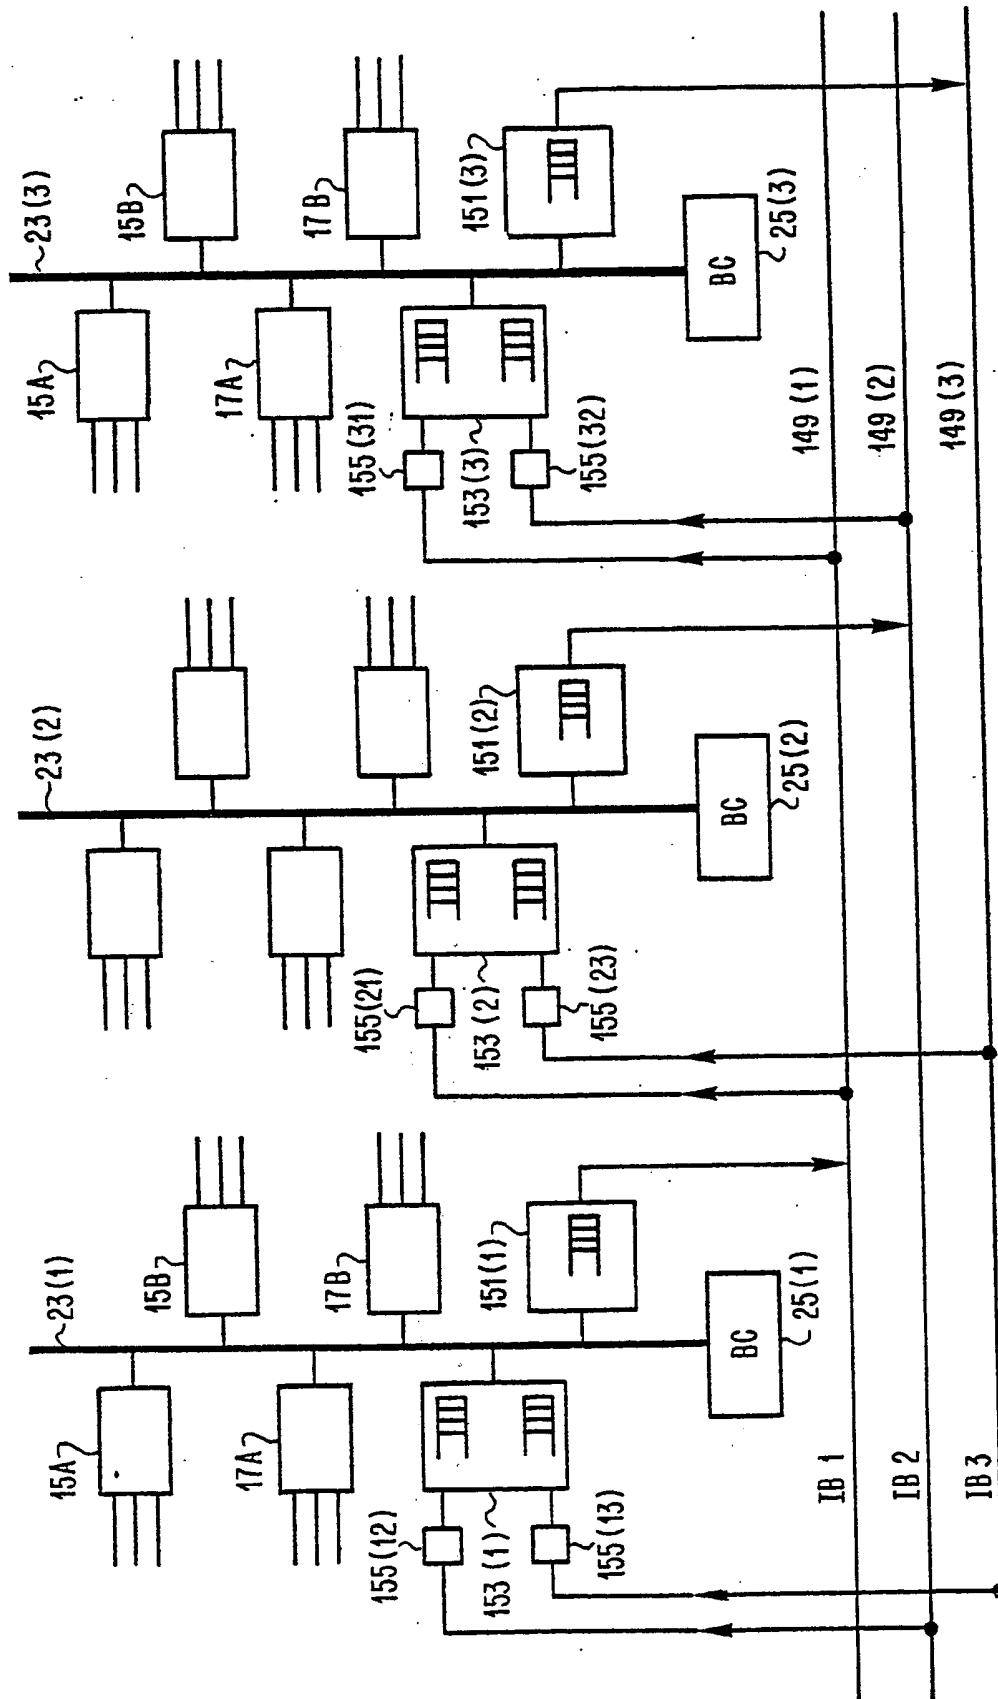 23(1)
15A
15B
17A
17B
155(12)
153(1)
155(13)
151(1)
BC
25(1)
23(2)
155(21)
153(2)
155(23)
151(2)
BC
25(2)
23(3)
15A
15B
17A
17B
155(31)
153(3)
155(32)
151(3)
BC
25(3)
IB 1
149(1)
IB 2
149(2)
IB 3
149(3)